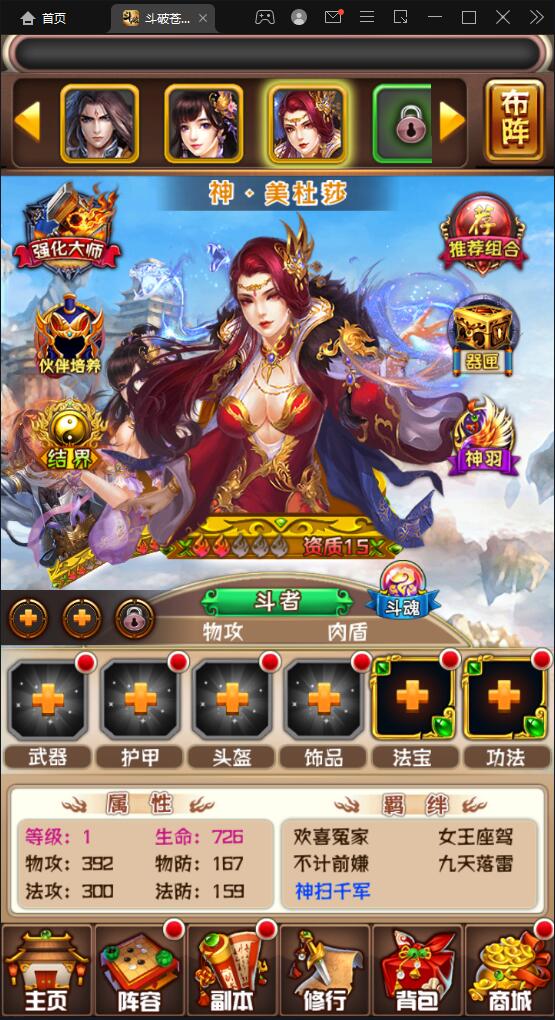 首页
斗破苍...
布阵
神·美杜莎
强化大师
荐
推荐组合
伙伴培养
器匣
结界
神羽
资质15
斗者
斗魂
物攻
肉盾
武器
护甲
头盔
饰品
法宝
功法
属性
羁绊
等级：1
生命：726
物攻：392
物防：167
法攻：300
法防：159
欢喜冤家
女王座驾
不计前嫌
九天落雷
神扫千军
主页
阵容
副本
修行
背包
商城